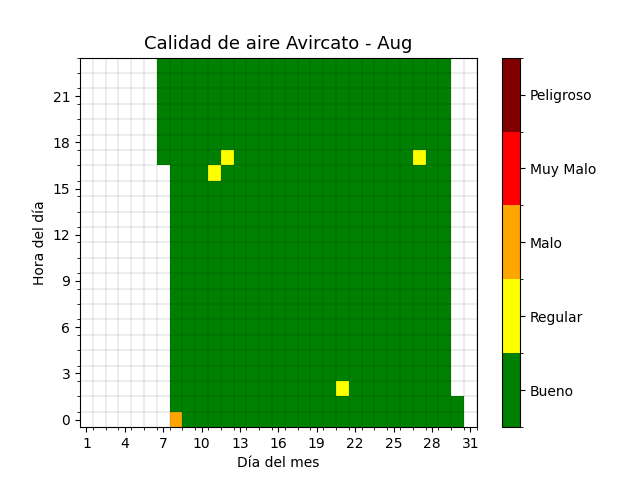 Calidad de aire Avircato - Aug
21
18
15
12
9
6
3
0
Hora del día
1 4 7 10 13 16 19 22 25 28 31
Día del mes
Peligroso
Muy Malo
Malo
Regular
Bueno